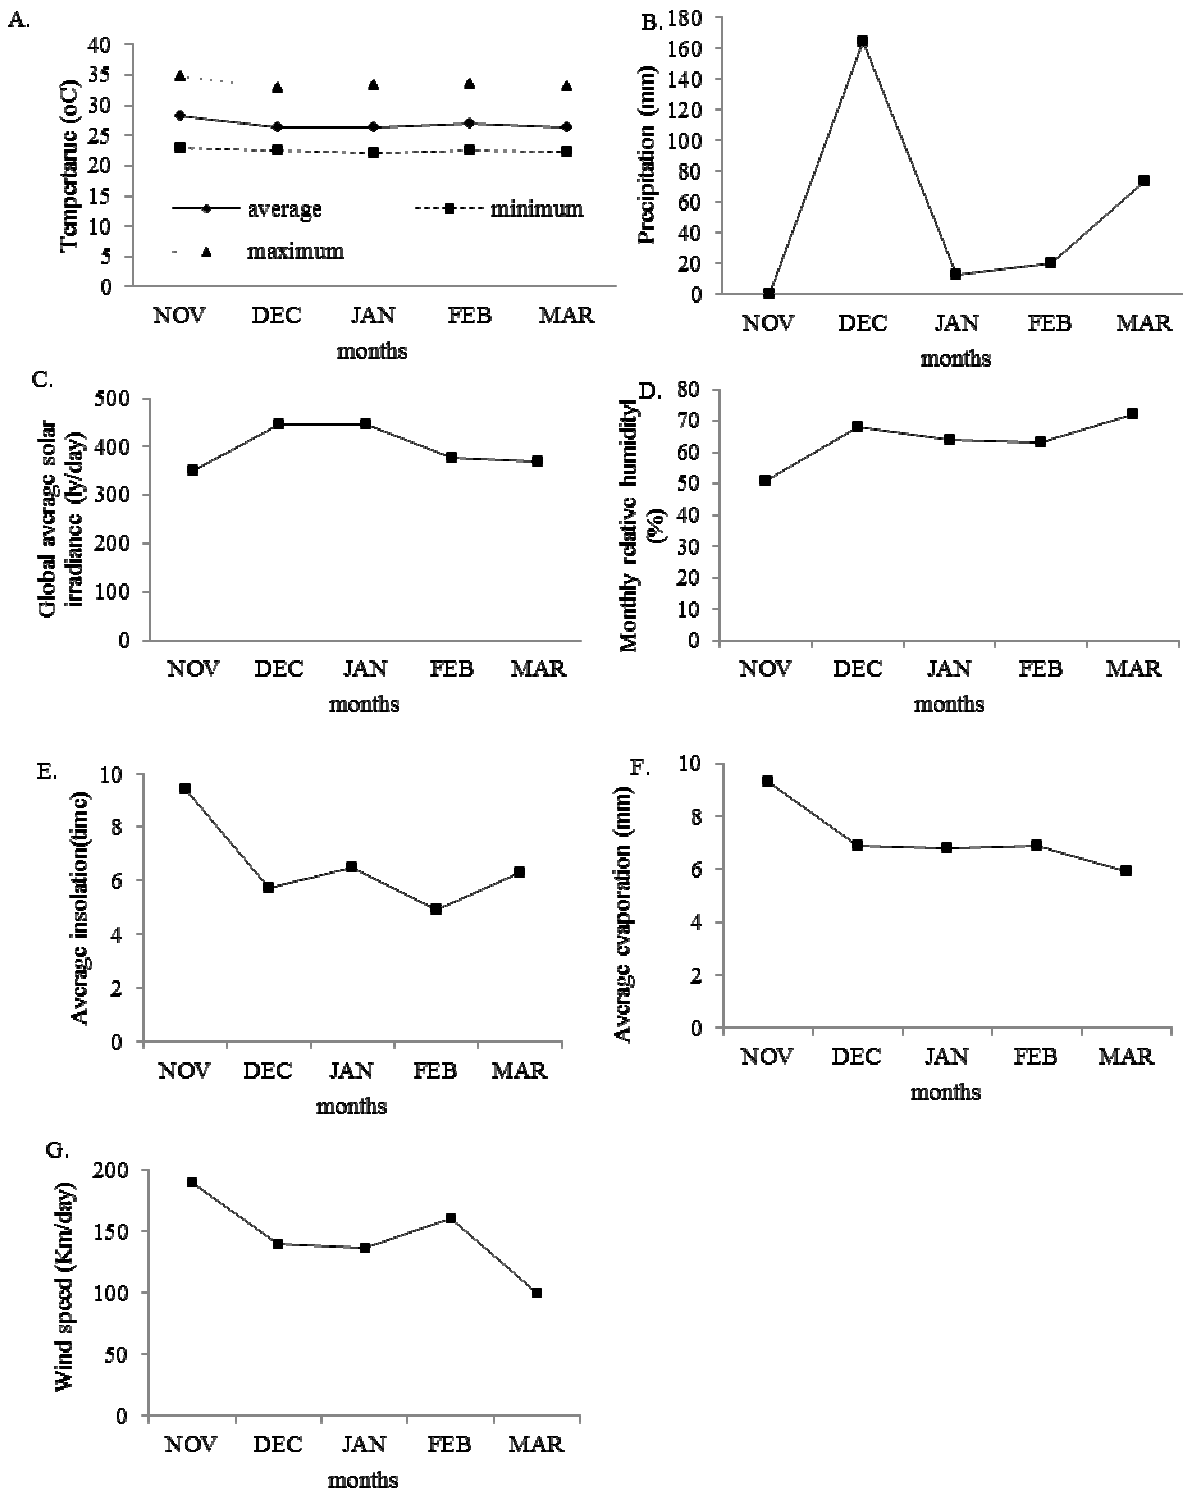 A.
Temperature (oC)
40
35
30
25
20
15
10
5
0
average
minimum
maximum
NOV DEC JAN FEB MAR
months
B.
Precipitation (mm)
180
160
140
120
100
80
60
40
20
0
NOV DEC JAN FEB MAR
months
C.
Global average solar
irradiance (ly/day)
500
400
300
200
100
0
NOV DEC JAN FEB MAR
months
D.
Monthly relative humidityl
(%)
80
70
60
50
40
30
20
10
0
NOV DEC JAN FEB MAR
months
E.
Average insolation(time)
10
8
6
4
2
0
NOV DEC JAN FEB MAR
months
F.
Average evaporation (mm)
10
8
6
4
2
0
NOV DEC JAN FEB MAR
months
G.
Wind speed (Km/day)
200
150
100
50
0
NOV DEC JAN FEB MAR
months